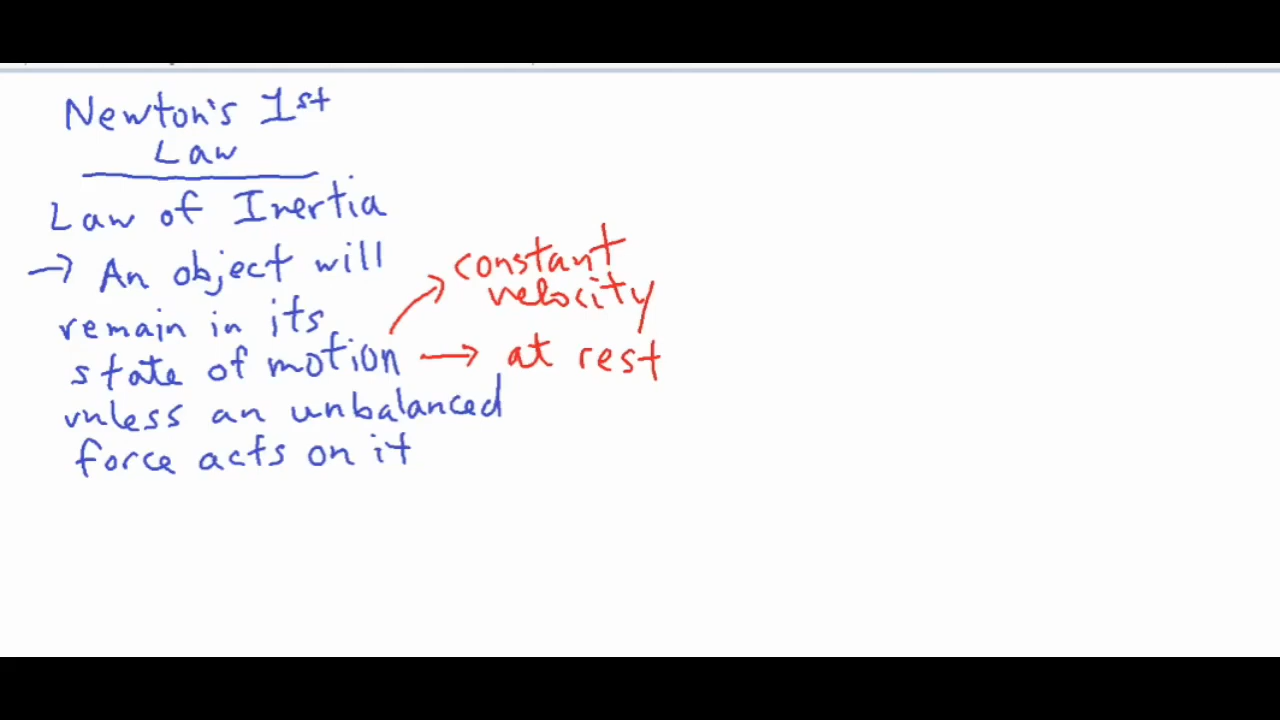 Newton's 1st
Law
Law of Inertia
→ An object will
remain in its
state of motion
unless an unbalanced
force acts on it
→ constant
velocity
→ at rest